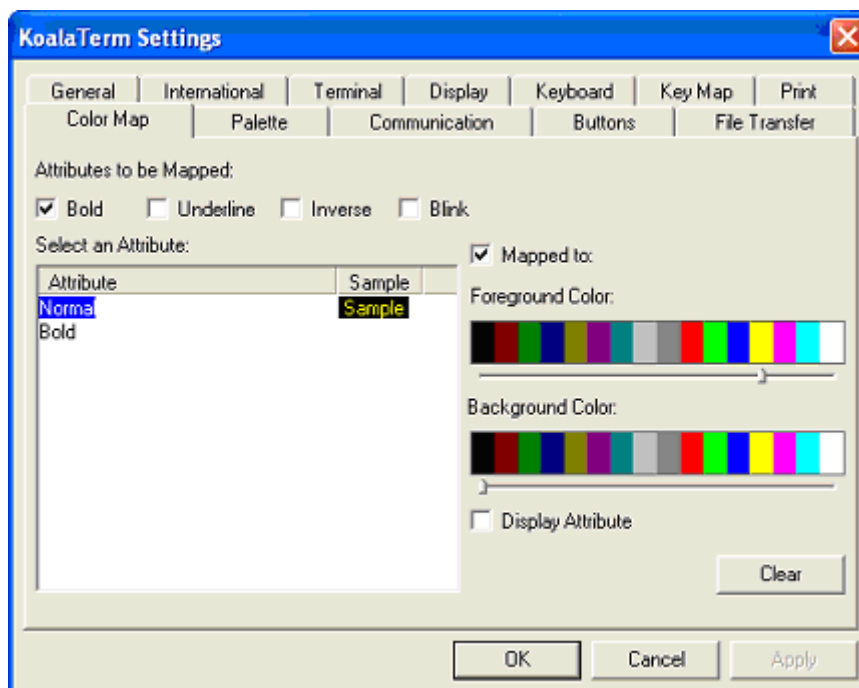 KoalaTerm Settings
General International Terminal Display Keyboard Key Map Print
Color Map Palette Communication Buttons File Transfer
Attributes to be Mapped:
Bold Underline Inverse Blink
Select an Attribute:
Attribute Sample
Normal Sample
Bold
Mapped to:
Foreground Color:
Background Color:
Display Attribute
Clear
OK Cancel Apply